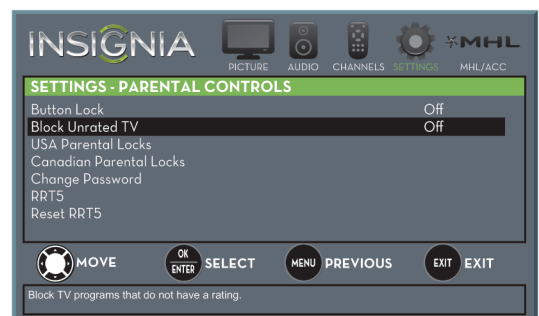 INSIGNIA
PICTURE AUDIO CHANNELS SETTINGS MHL/ACC
MHL
SETTINGS - PARENTAL CONTROLS
Button Lock Off
Block Unrated TV Off
USA Parental Locks
Canadian Parental Locks
Change Password
RRT5
Reset RRT5
MOVE OK ENTER SELECT MENU PREVIOUS EXIT EXIT
Block TV programs that do not have a rating.